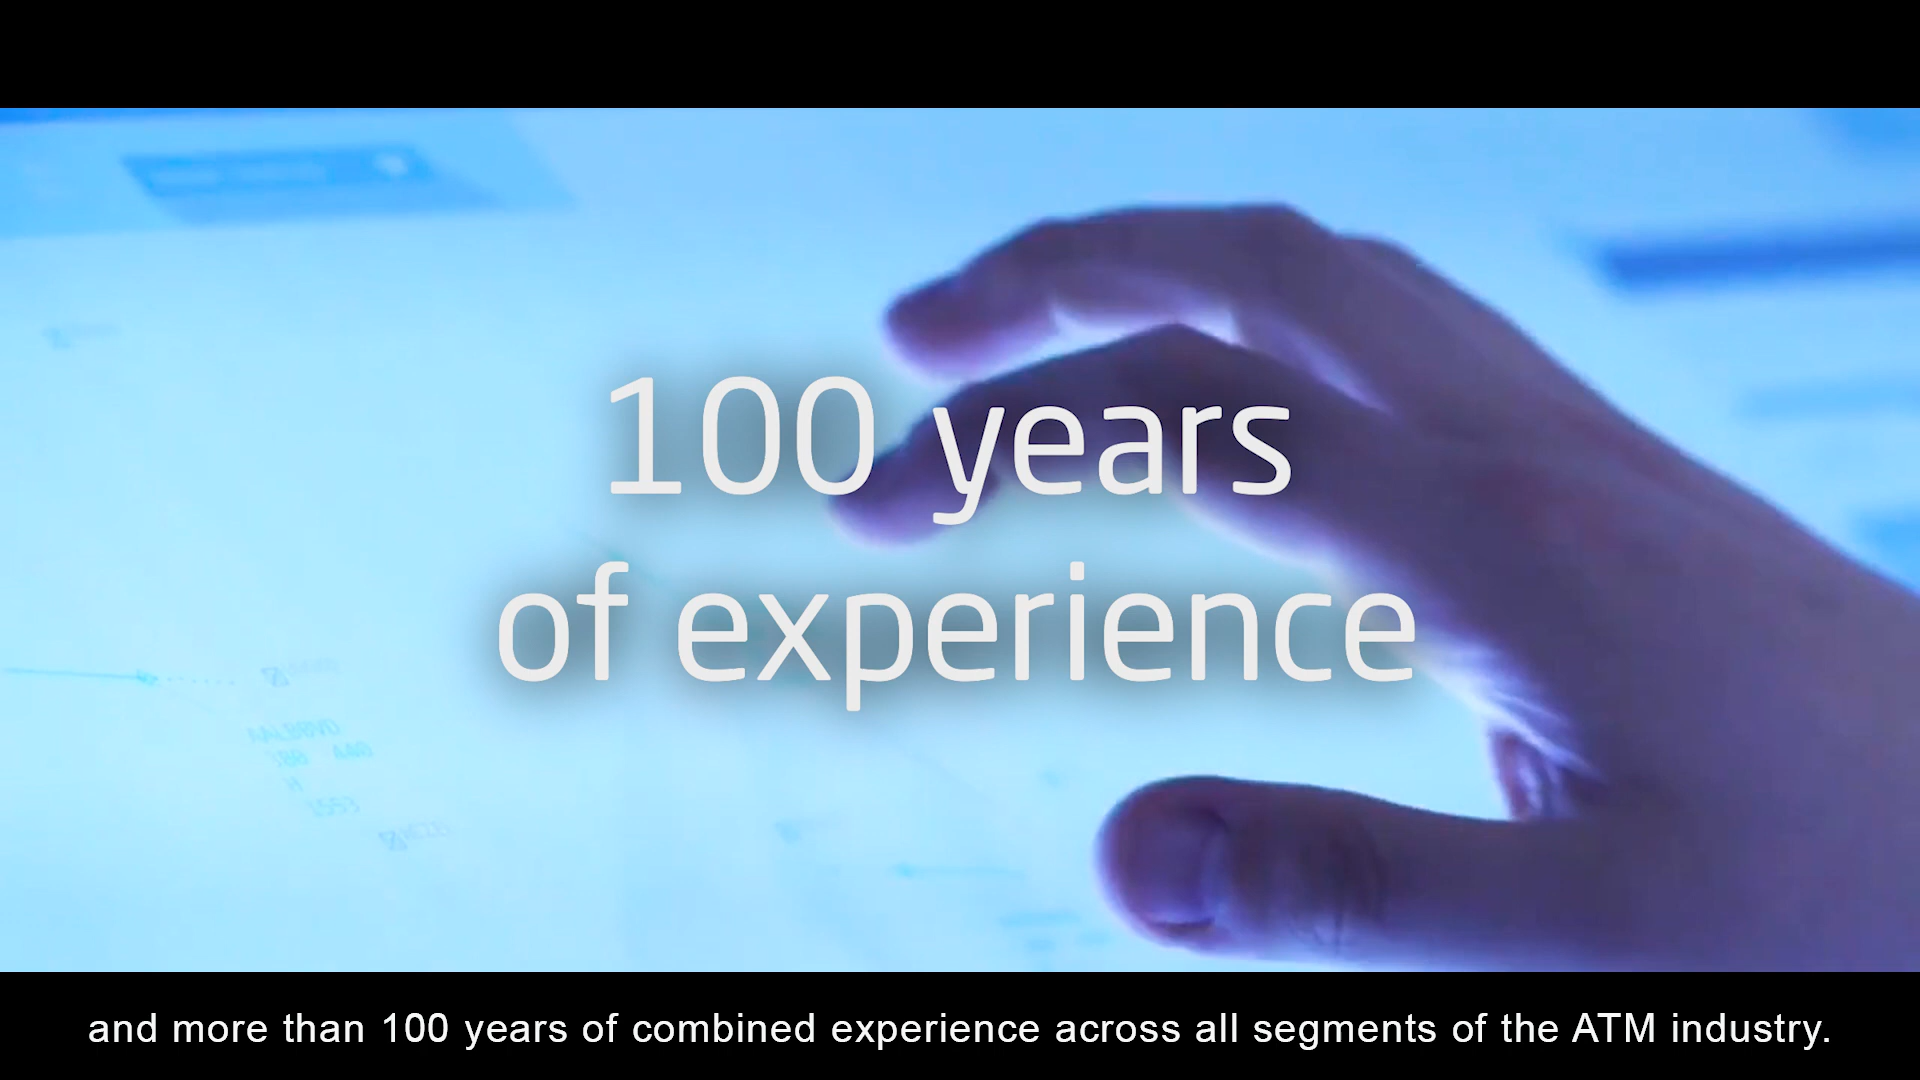 100 years
of experience
and more than 100 years of combined experience across all segments of the ATM industry.